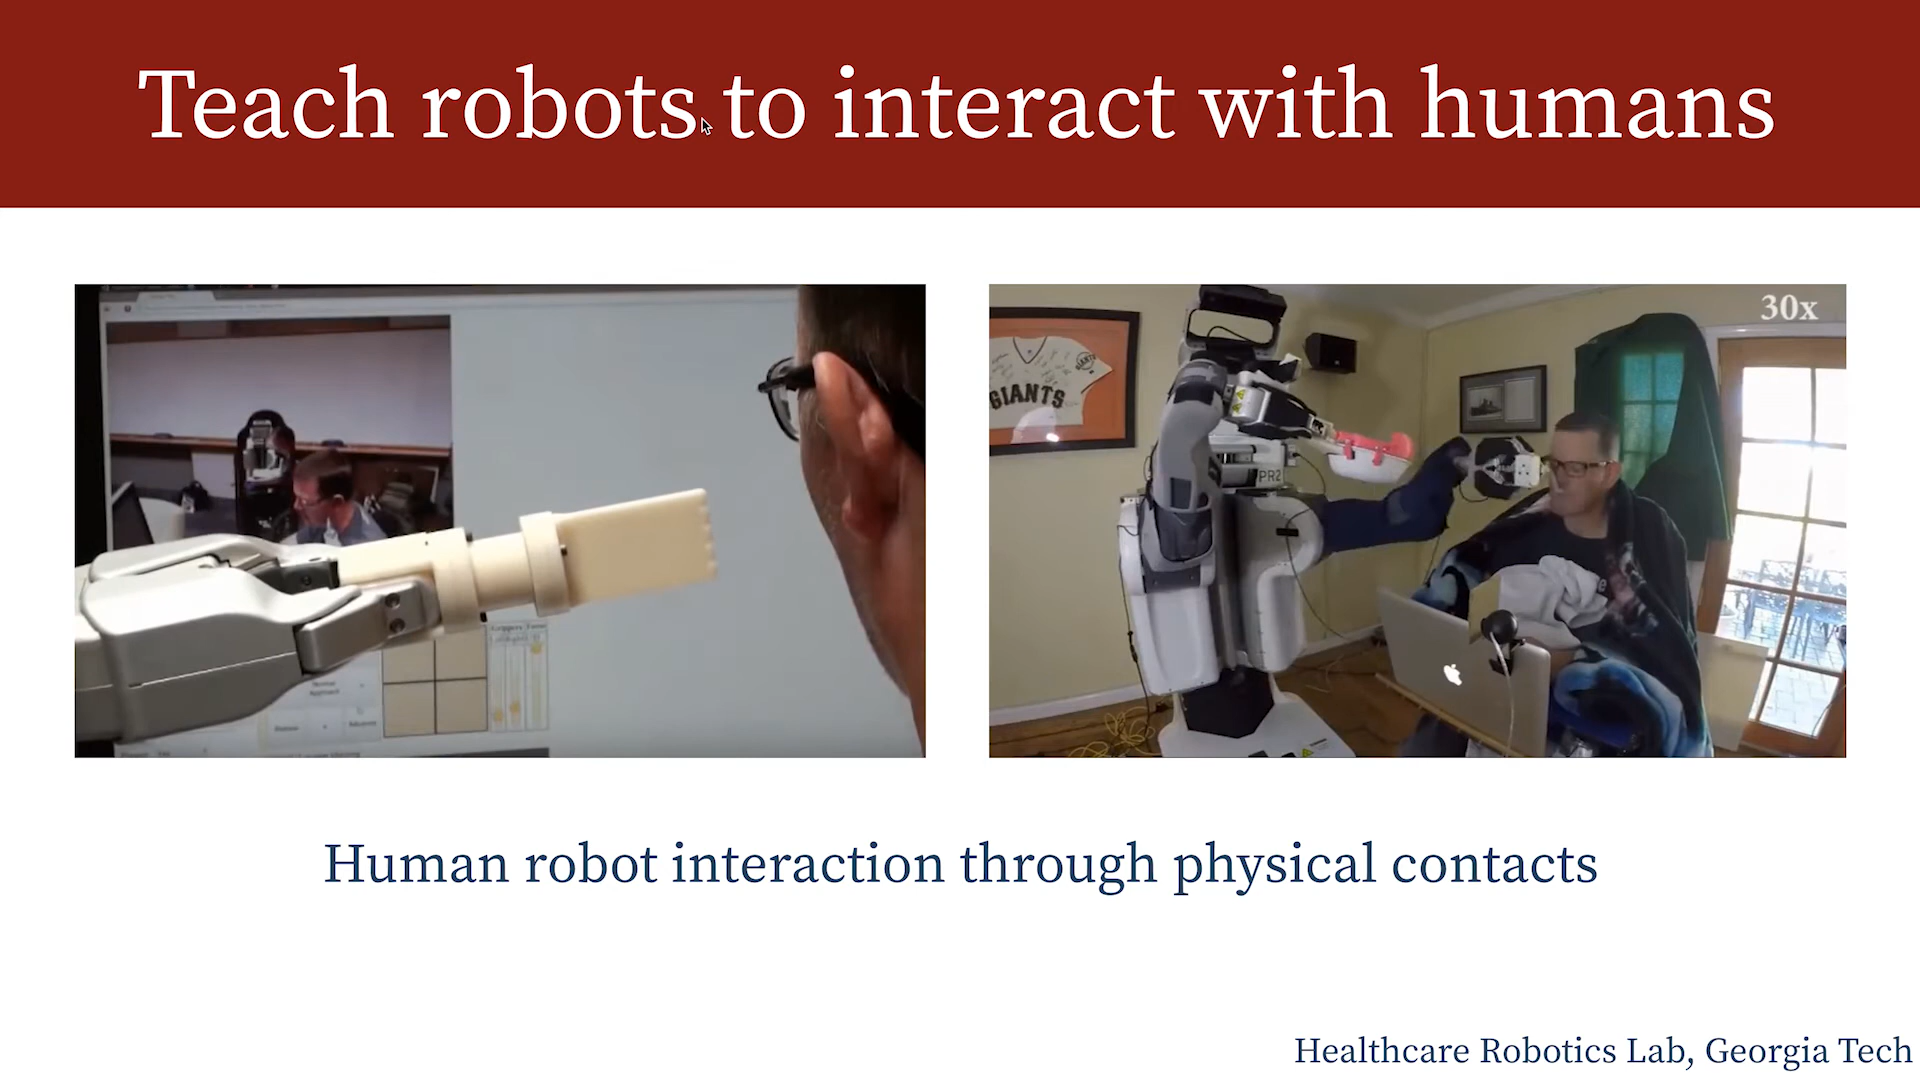 Teach robots to interact with humans
30x
GIANTS
GIANTS
PR2
Human robot interaction through physical contacts
Healthcare Robotics Lab, Georgia Tech